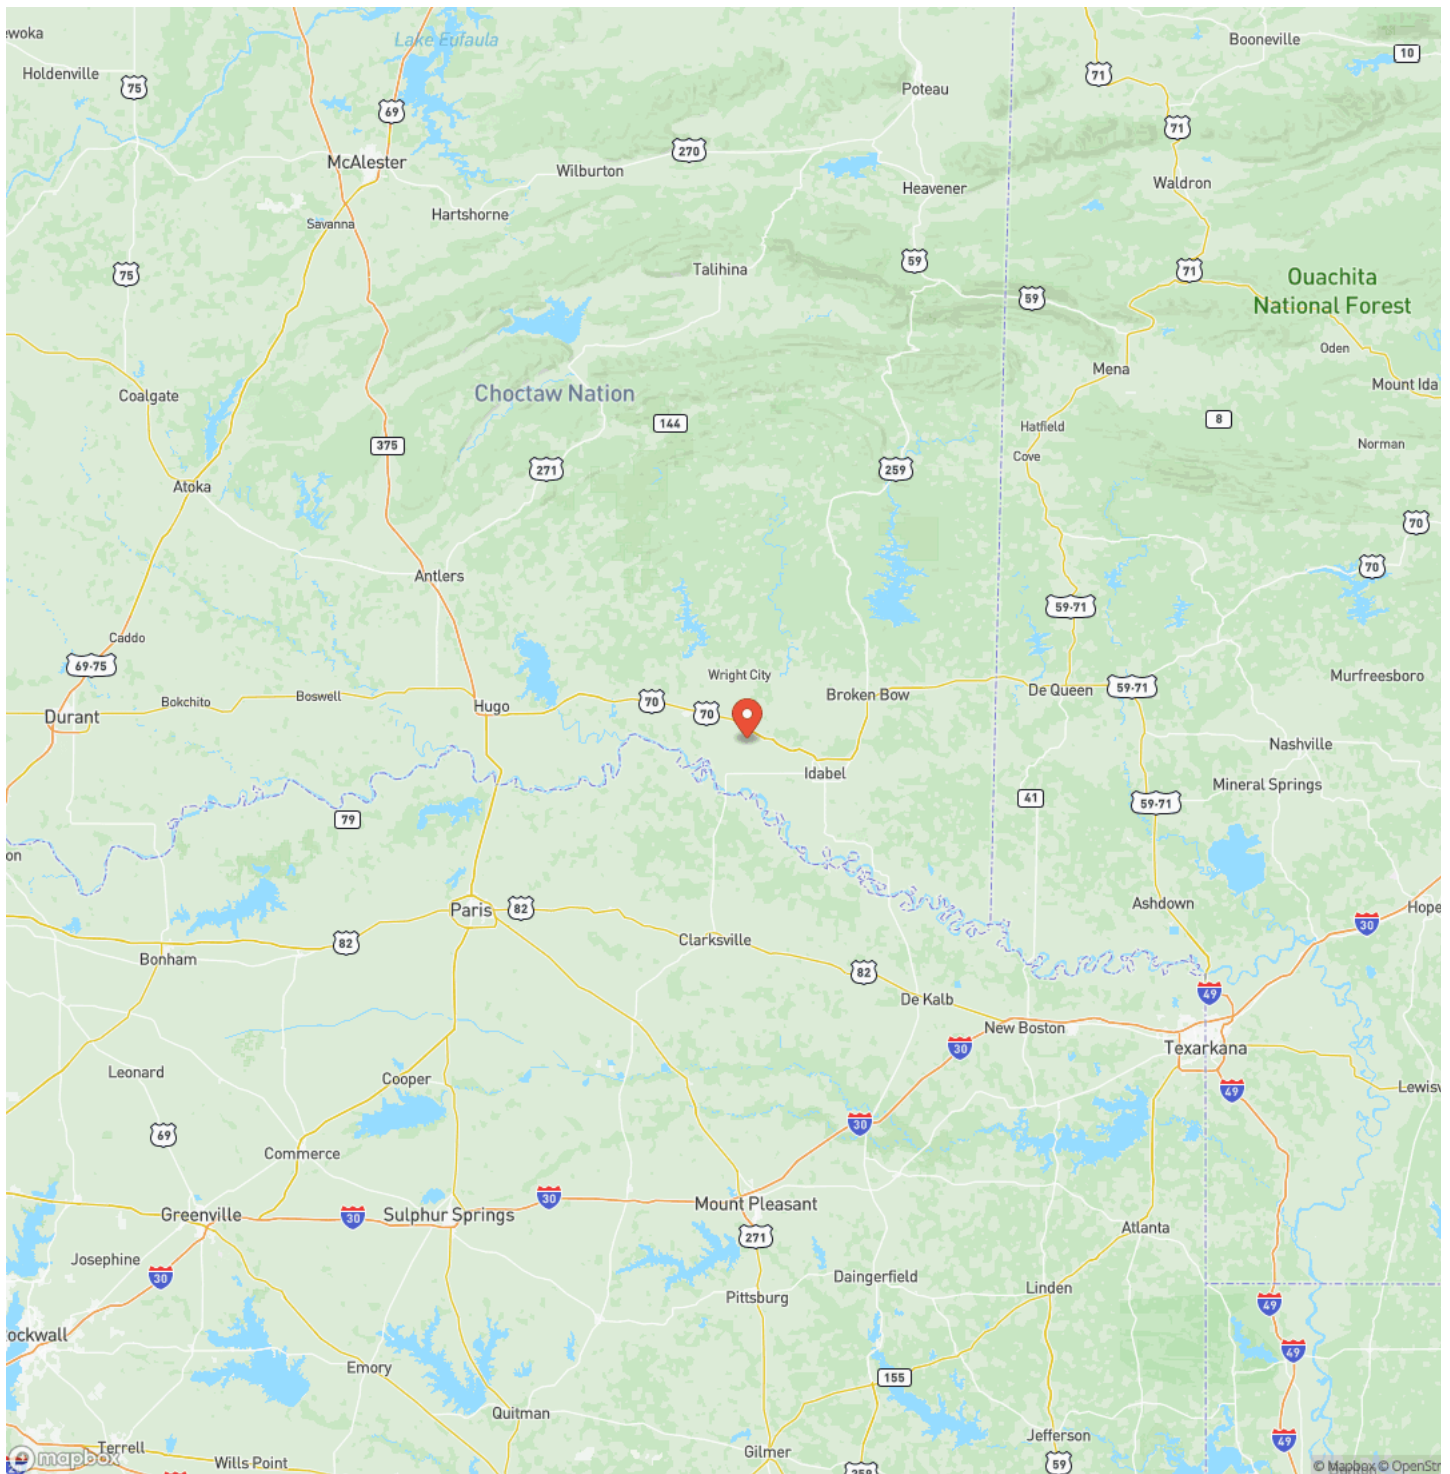 ewoka
Lake Eufaula
Booneville
10
Holdenville
75
71
Poteau
69
71
McAlester
270
Wilburton
Waldron
Heavener
Hartshorne
Savanna
75
59
Talihina
71
Ouachita
National Forest
59
Oden
Mena
Mount Ida
Coalgate
Choctaw Nation
144
8
Hatfield
375
Norman
Cove
271
259
Atoka
70
70
Antlers
59-71
Caddo
69-75
Wright City
Murfreesboro
Bokchito
Boswell
70
Broken Bow
De Queen
59-71
Durant
Hugo
70
Nashville
Idabel
Mineral Springs
41
59-71
79
on
Ashdown
Hope
Paris
82
30
82
Clarksville
Bonham
82
De Kalb
49
New Boston
30
Texarkana
Leonard
Cooper
49
Lewisv
30
69
Commerce
30
Mount Pleasant
Greenville
30
Sulphur Springs
271
Atlanta
Josephine
30
Daingerfield
Linden
Pittsburg
49
ockwall
49
Emory
155
Quitman
Jefferson
49
Terrell
Gilmer
mapbox
Wills Point
59
259
© Mapbox © OpenStr